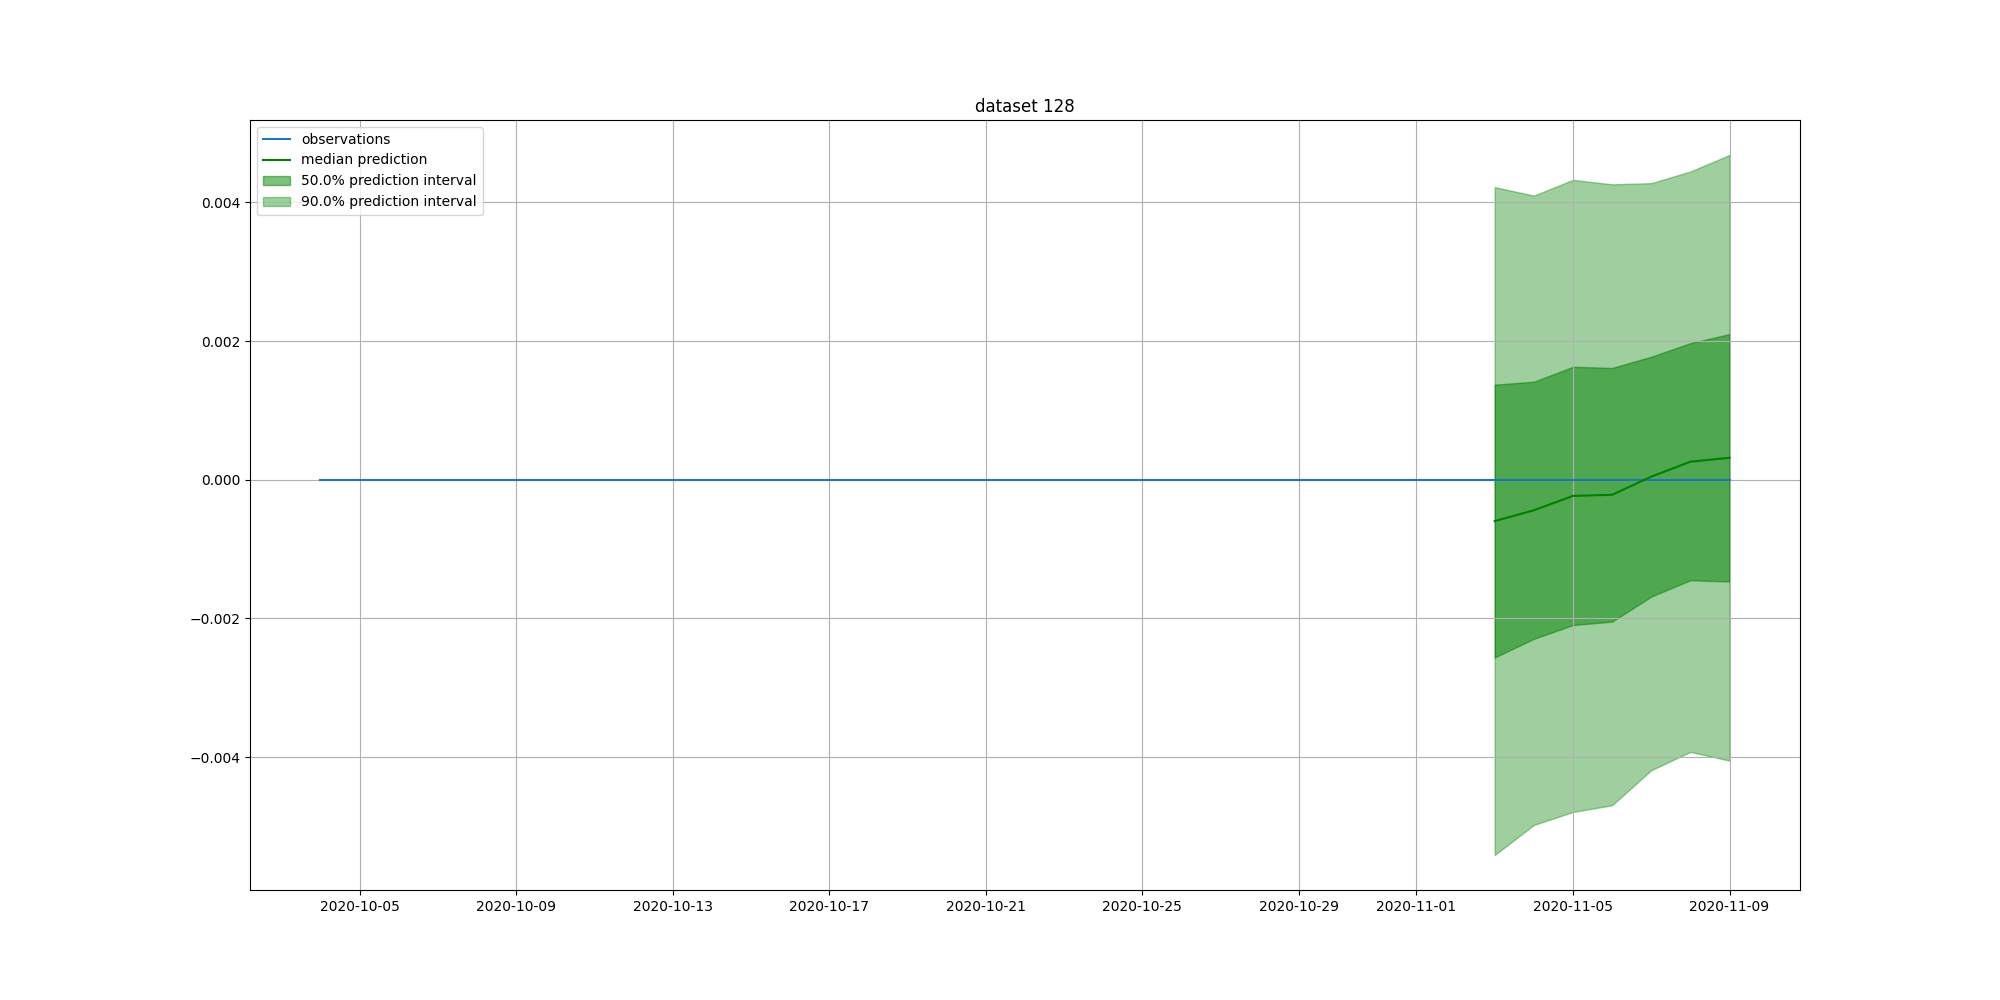 dataset 128
observations
median prediction
50.0% prediction interval
90.0% prediction interval
0.004
0.002
0.000
−0.002
−0.004
2020-10-05 2020-10-09 2020-10-13 2020-10-17 2020-10-21 2020-10-25 2020-10-29 2020-11-01 2020-11-05 2020-11-09